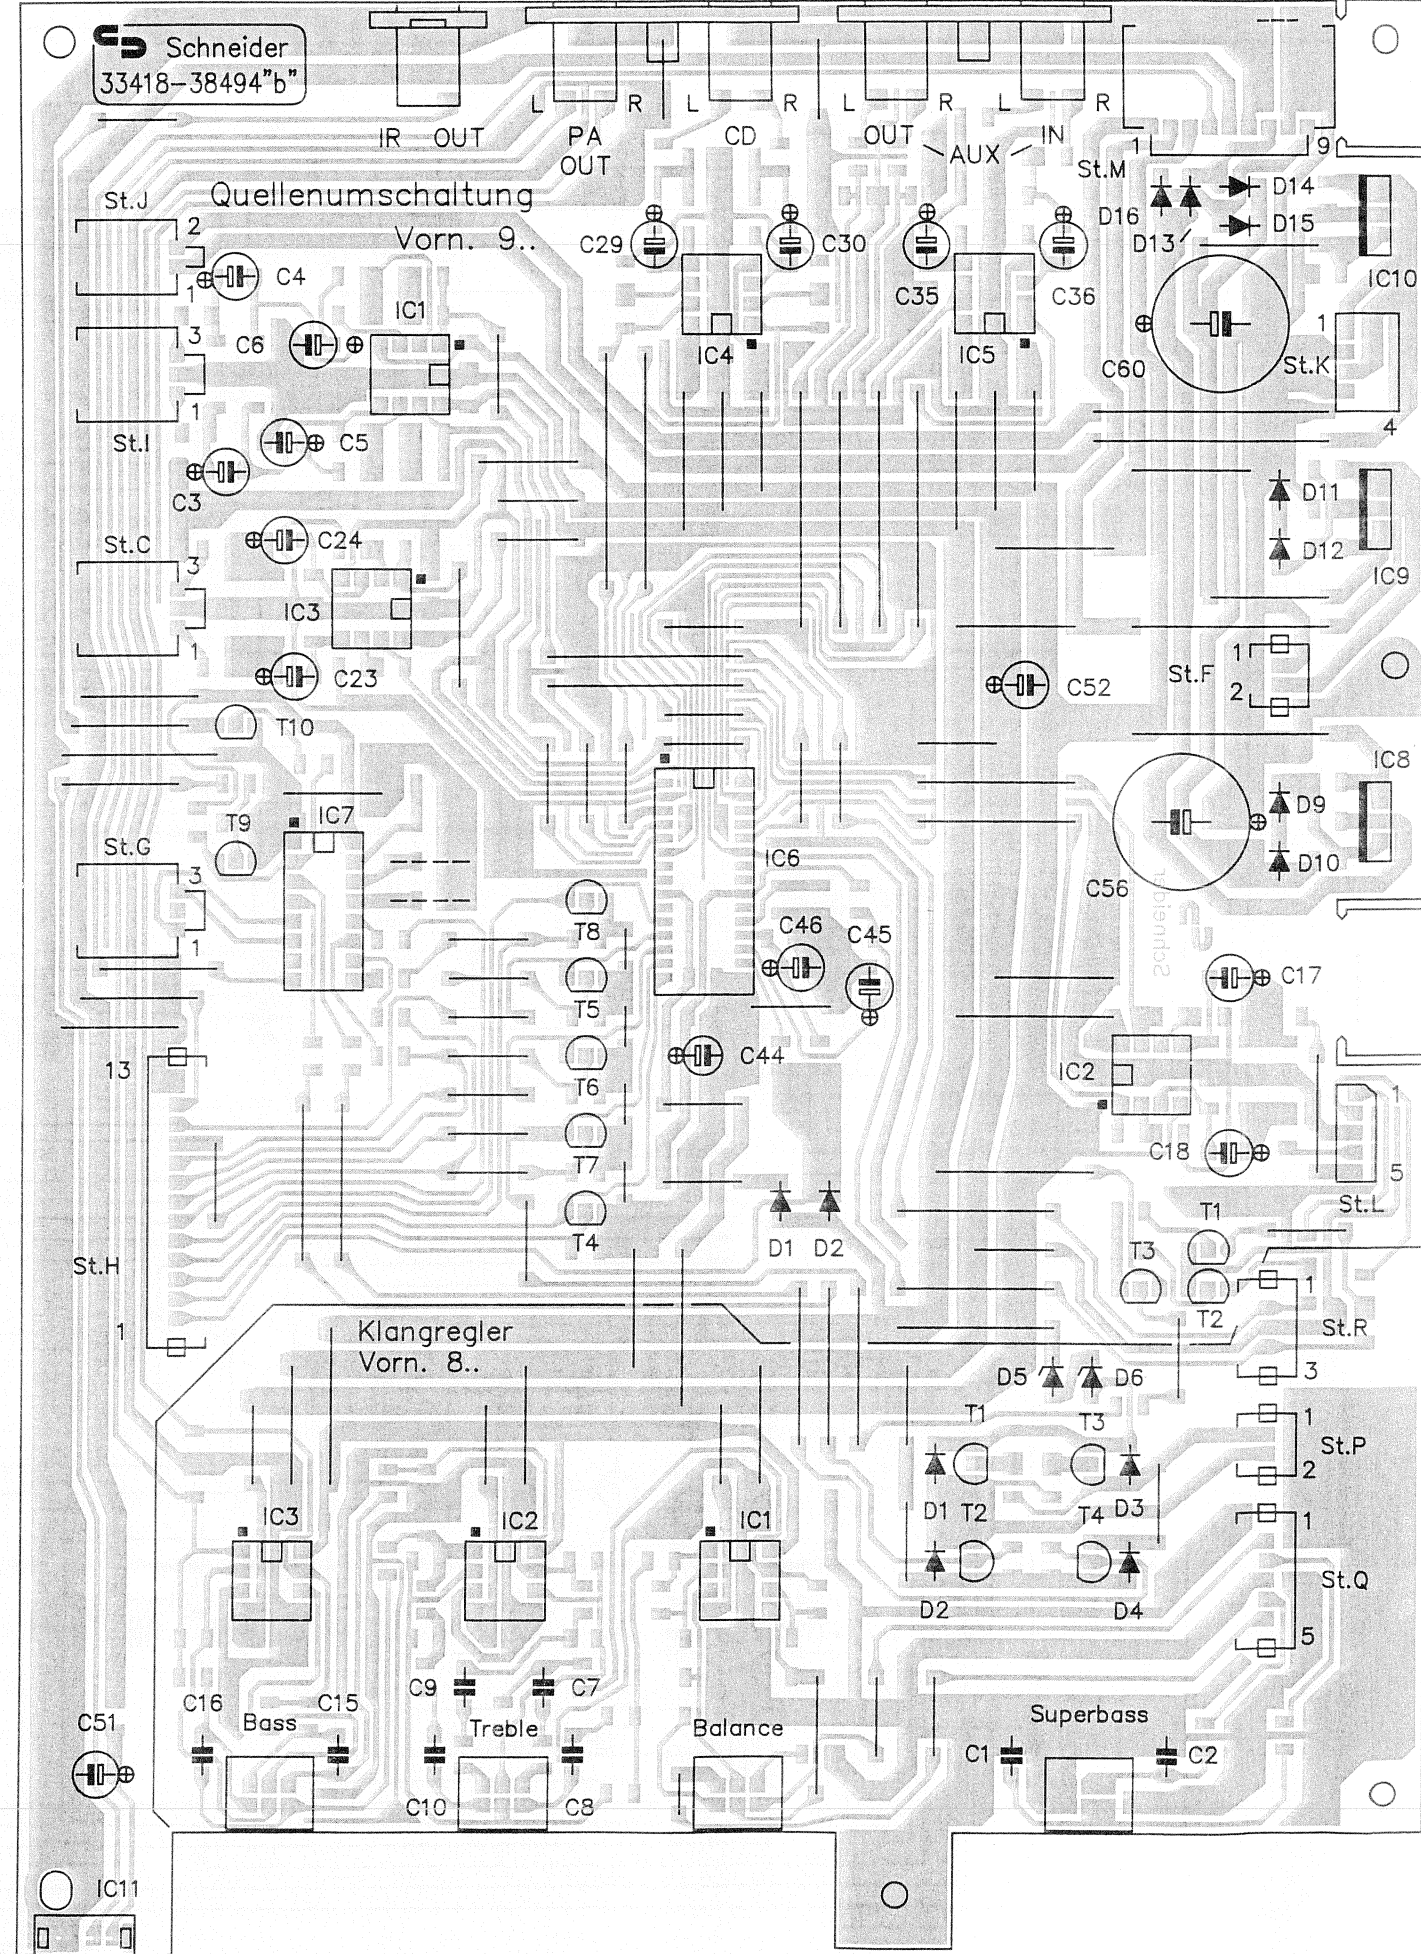 Schneider
33418-38494"b"
L R L R L R L R
IR OUT PA OUT CD OUT AUX IN
1 9
St.M
Quellenumschaltung
Vorn. 9..
St.J
2
1
C4
C29
C30
C35
C36
D16
D13
D14
D15
IC10
C6
IC1
IC4
IC5
C60
St.K
1
4
3
1
St.I
C5
C3
D11
D12
IC9
St.C
3
1
C24
IC3
C23
T10
C52
St.F
1
2
IC8
IC7
T9
IC6
D9
D10
C56
St.G
3
1
T8
C46
C45
Schneider
C17
T5
13
T6
C44
IC2
1
T7
C18
5
St.L
T4
D1 D2
T1
T3
T2
St.H
1
1
St.R
3
Klangregler
Vorn. 8..
D5
D6
T1
T3
1
St.P
2
D1 T2
T4 D3
IC3
IC2
IC1
1
St.Q
5
D2
D4
C9
C7
C16
C15
C51
Bass
Treble
Balance
Superbass
C1
C2
C10
C8
IC11